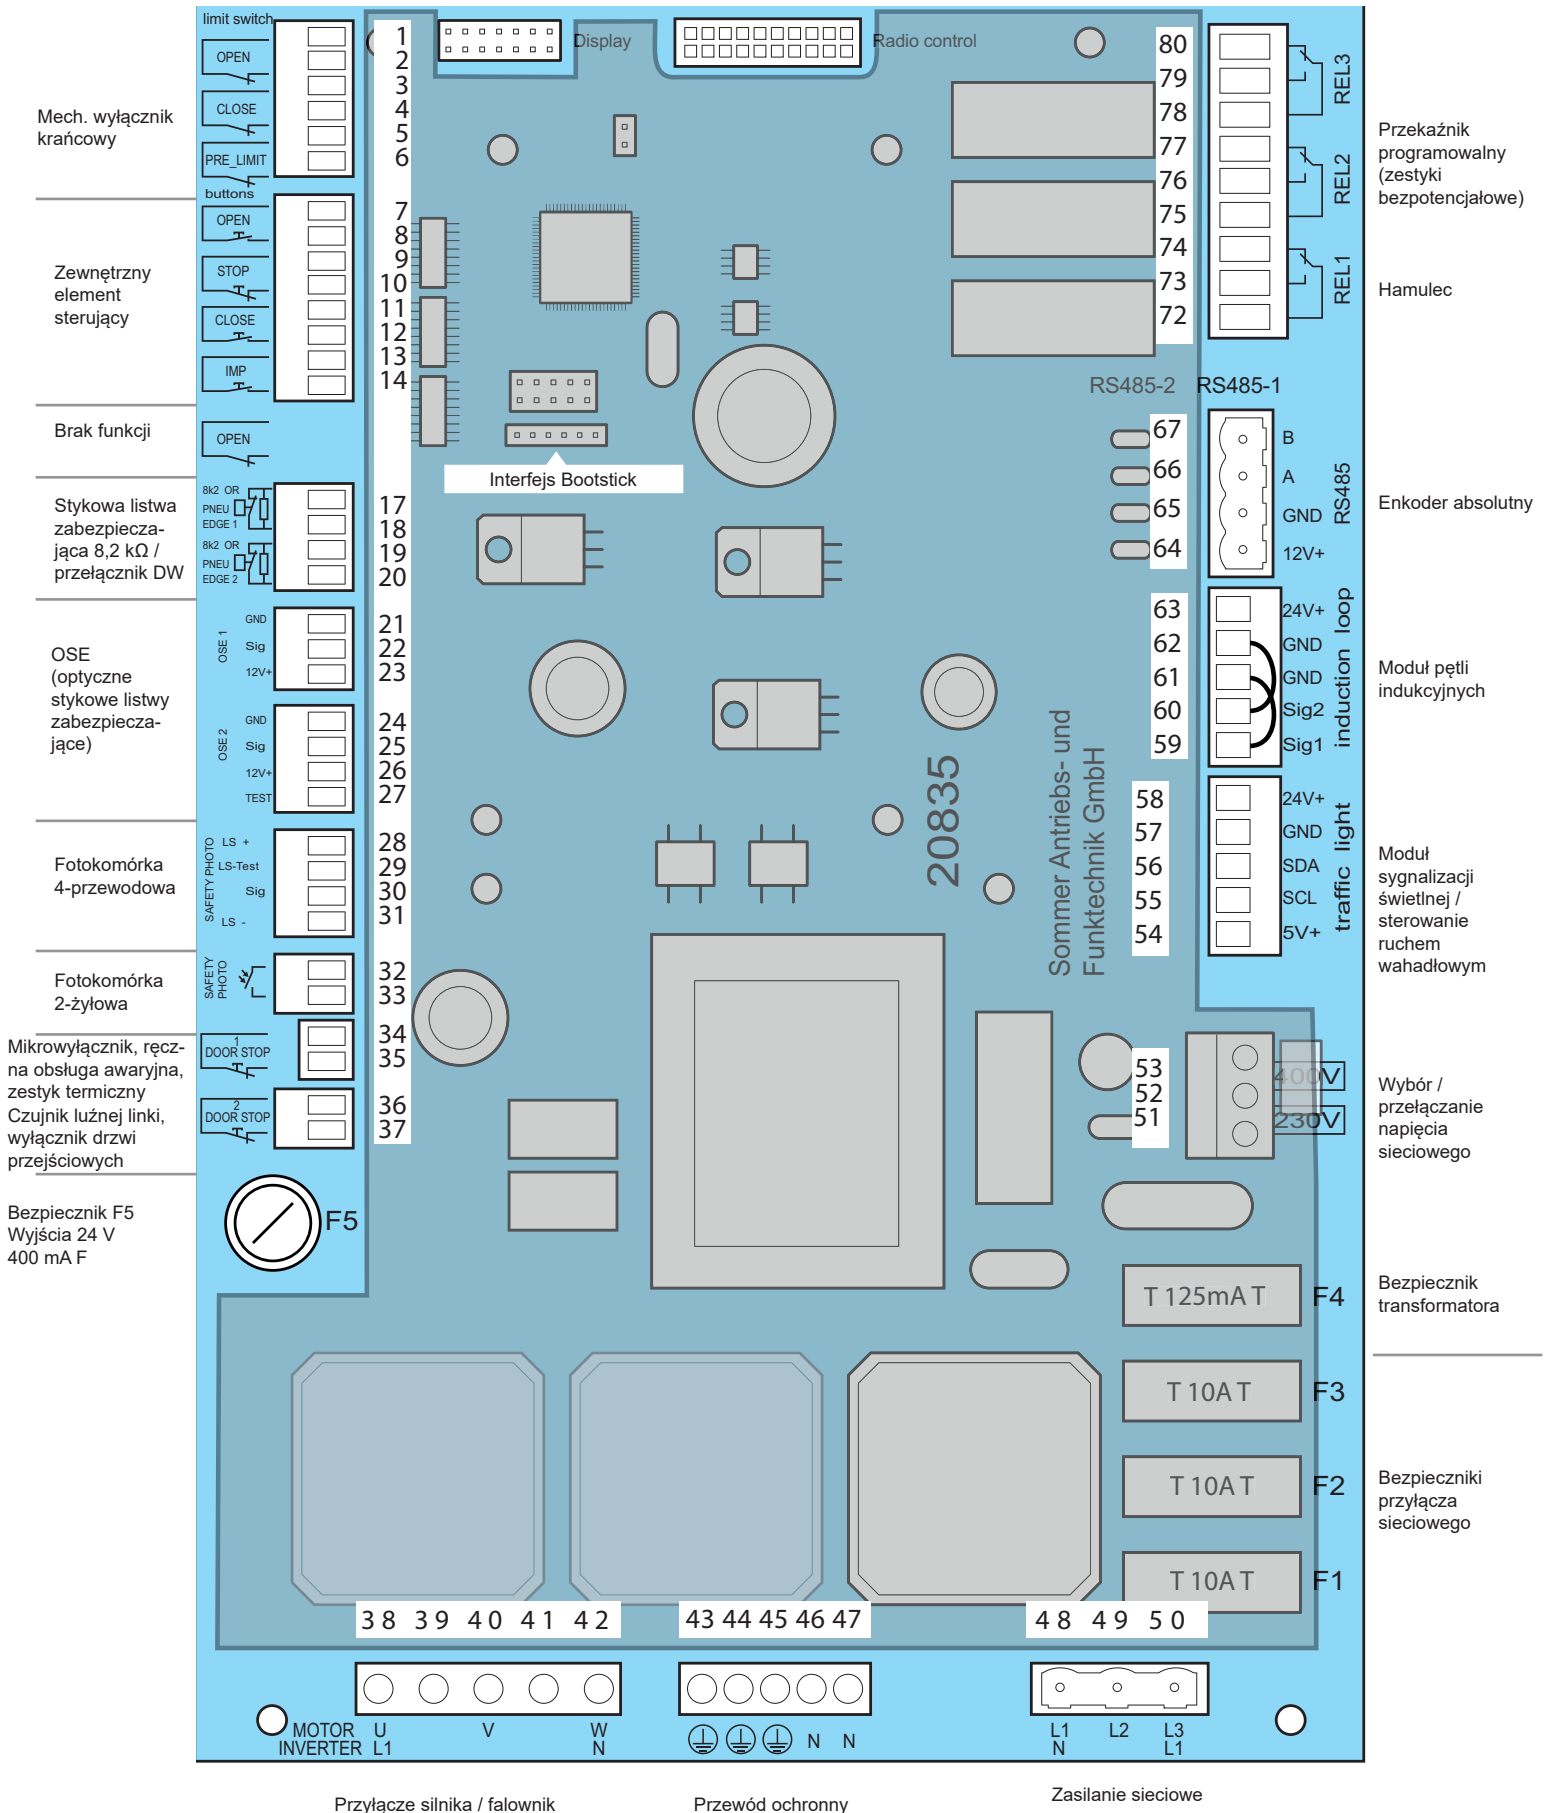 limit switch
OPEN
CLOSE
PRE_LIMIT
Mech. wyłącznik
krańcowy
1
2
3
4
5
6
buttons
OPEN
STOP
CLOSE
IMP
Zewnętrzny
element
sterujący
7
8
9
10
11
12
13
14
Brak funkcji
OPEN
Stykowa listwa
zabezpiecza-
jąca 8,2 kΩ /
przełącznik DW
8k2 OR
PNEU
EDGE 1
8k2 OR
PNEU
EDGE 2
17
18
19
20
OSE
(optyczne
stykowe listwy
zabezpiecza-
jące)
OSE 1
GND
Sig
12V+
21
22
23
OSE 2
GND
Sig
12V+
TEST
24
25
26
27
Fotokomórka
4-przewodowa
SAFETY PHOTO
LS +
LS-Test
Sig
LS -
28
29
30
31
Fotokomórka
2-żyłowa
SAFETY
PHOTO
32
33
Mikrowyłącznik, ręcz-
na obsługa awaryjna,
zestyk termiczny
Czujnik luźnej linki,
wyłącznik drzwi
przejściowych
1
DOOR STOP
34
35
2
DOOR STOP
36
37
Bezpiecznik F5
Wyjścia 24 V
400 mA F
F5
Display
Radio control
Interfejs Bootstick
20835
Sommer Antriebs- und
Funktechnik GmbH
80
79
78
77
76
75
74
73
72
REL3
REL2
REL1
Przekaźnik
programowalny
(zestyki
bezpotencjałowe)
Hamulec
RS485-2 RS485-1
67
66
65
64
B
A
GND
12V+
RS485
Enkoder absolutny
63
62
61
60
59
24V+
GND
GND
Sig2
Sig1
induction loop
Moduł pętli
indukcyjnych
58
57
56
55
54
24V+
GND
SDA
SCL
5V+
traffic light
Moduł
sygnalizacji
świetlnej /
sterowanie
ruchem
wahadłowym
53
52
51
400V
230V
Wybór /
przełączanie
napięcia
sieciowego
T 125mA T
F4
Bezpiecznik
transformatora
T 10A T
F3
T 10A T
F2
T 10A T
F1
Bezpieczniki
przyłącza
sieciowego
38 39 40 41 42
43 44 45 46 47
48 49 50
MOTOR U V W
INVERTER L1 N
N N
L1 L2 L3
N L1
Przyłącze silnika / falownik
Przewód ochronny
Zasilanie sieciowe